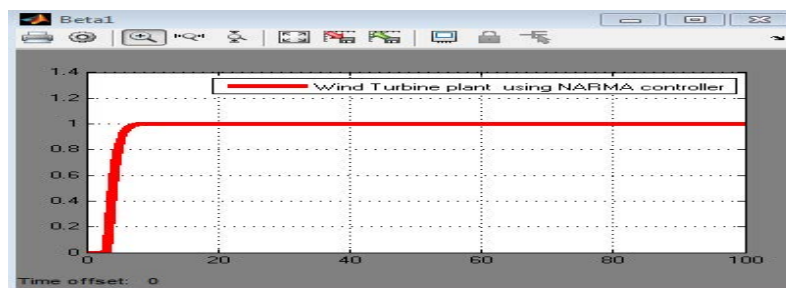 Beta1
Wind Turbine plant using NARMA controller
1.4
1.2
1
0.8
0.6
0.4
0.2
0
0 20 40 60 80 100
Time offset: 0